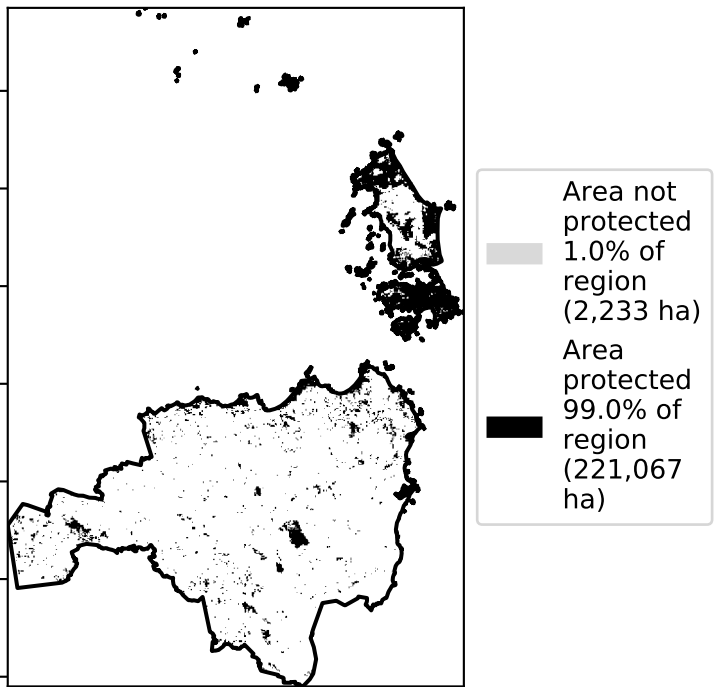 Area not
protected
1.0% of
region
(2,233 ha)
Area
protected
99.0% of
region
(221,067
ha)